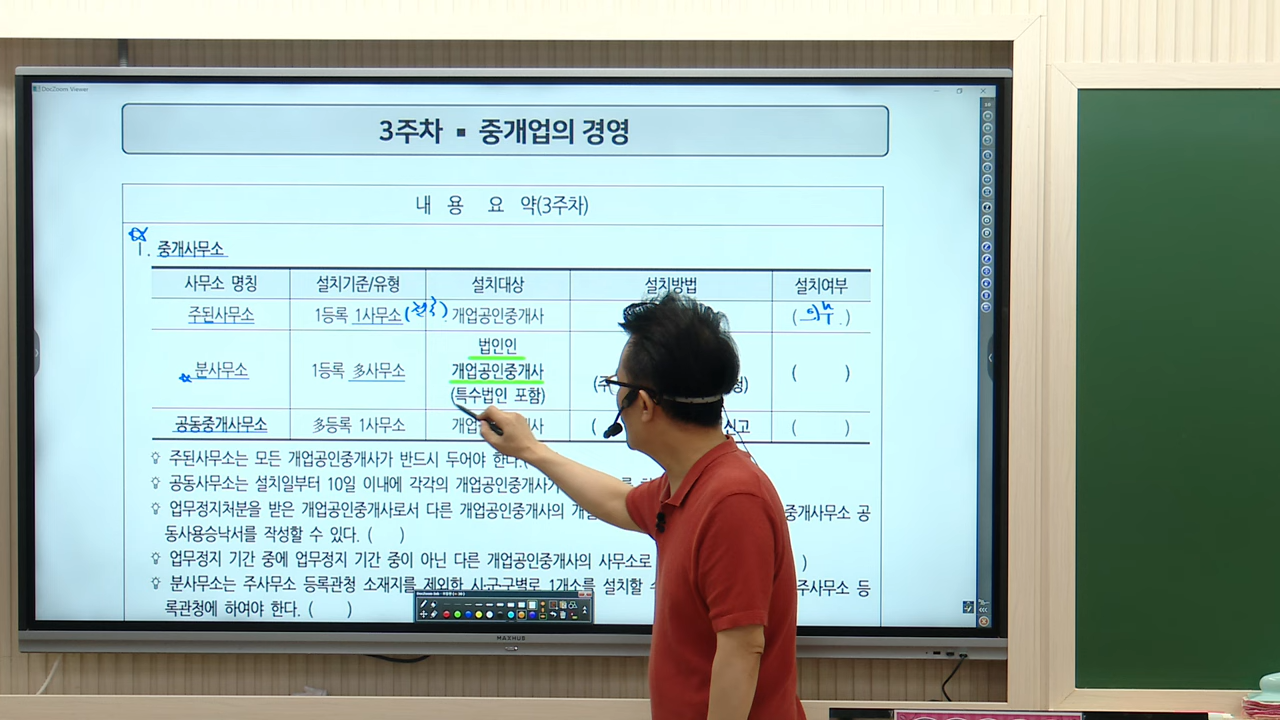 DocZoom Viewer
3주차 ▪ 중개업의 경영
내 용 요 약(3주차)
1. 중개사무소
사무소 명칭 설치기준/유형 설치대상 설치방법 설치여부
주된사무소 1등록 1사무소 ( ) 개업공인중개사 (의무)
분사무소 1등록 多사무소 법인인
개업공인중개사
(특수법인 포함) (주 ( )
공동중개사무소 多등록 1사무소 ( 신고 ( )
주된사무소는 모든 개업공인중개사가 반드시 두어야 한다.(
공동사무소는 설치일부터 10일 이내에 각각의 개업공인중개사가
업무정지처분을 받은 개업공인중개사로서 다른 개업공인중개사의 중개사무소 공
동사용승낙서를 작성할 수 있다. ( )
업무정지 기간 중에 업무정지 기간 중이 아닌 다른 개업공인중개사의 사무소로 )
분사무소는 주사무소 등록관청 소재지를 제외한 시·군·구별로 1개소를 설치할 주사무소 등
록관청에 하여야 한다. ( )
MAXHUB